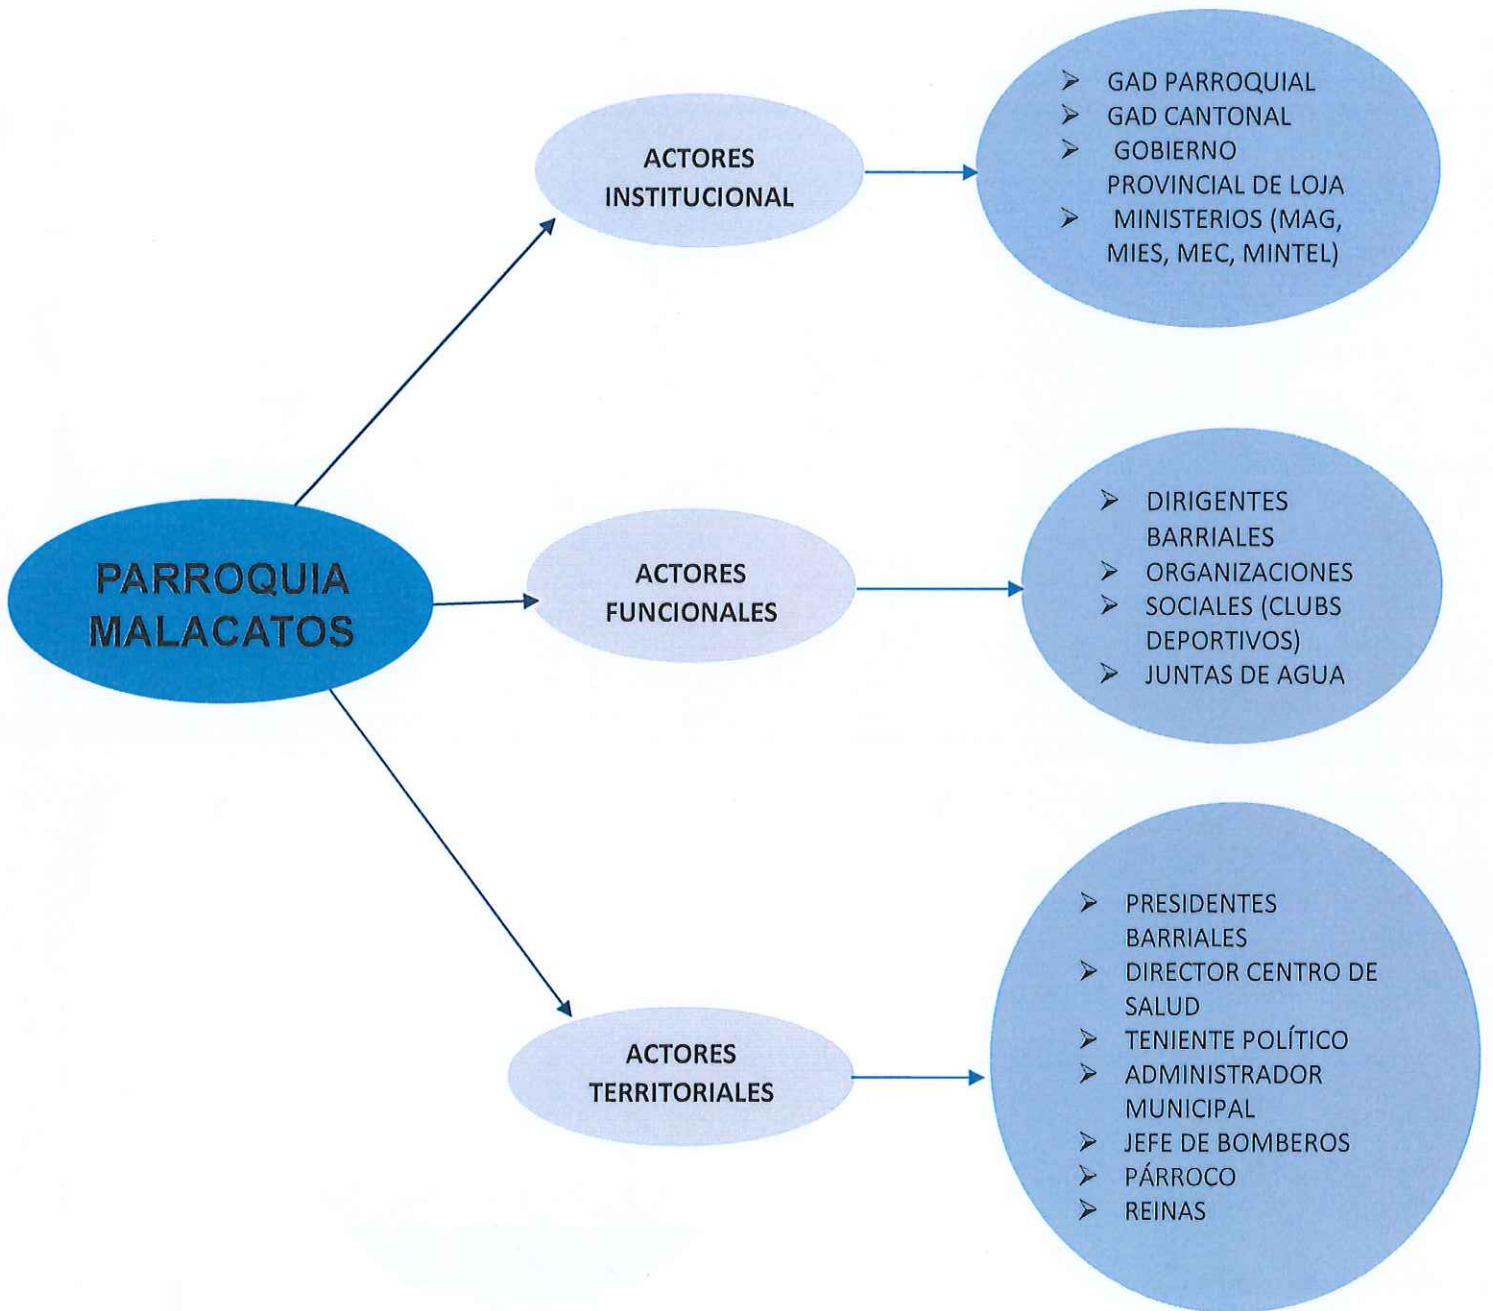 PARROQUIA
MALACATOS
ACTORES
INSTITUCIONAL
➢ GAD PARROQUIAL
➢ GAD CANTONAL
➢ GOBIERNO
PROVINCIAL DE LOJA
➢ MINISTERIOS (MAG,
MIES, MEC, MINTEL)
ACTORES
FUNCIONALES
➢ DIRIGENTES
BARRIALES
➢ ORGANIZACIONES
➢ SOCIALES (CLUBS
DEPORTIVOS)
➢ JUNTAS DE AGUA
ACTORES
TERRITORIALES
➢ PRESIDENTES
BARRIALES
➢ DIRECTOR CENTRO DE
SALUD
➢ TENIENTE POLÍTICO
➢ ADMINISTRADOR
MUNICIPAL
➢ JEFE DE BOMBEROS
➢ PÁRROCO
➢ REINAS